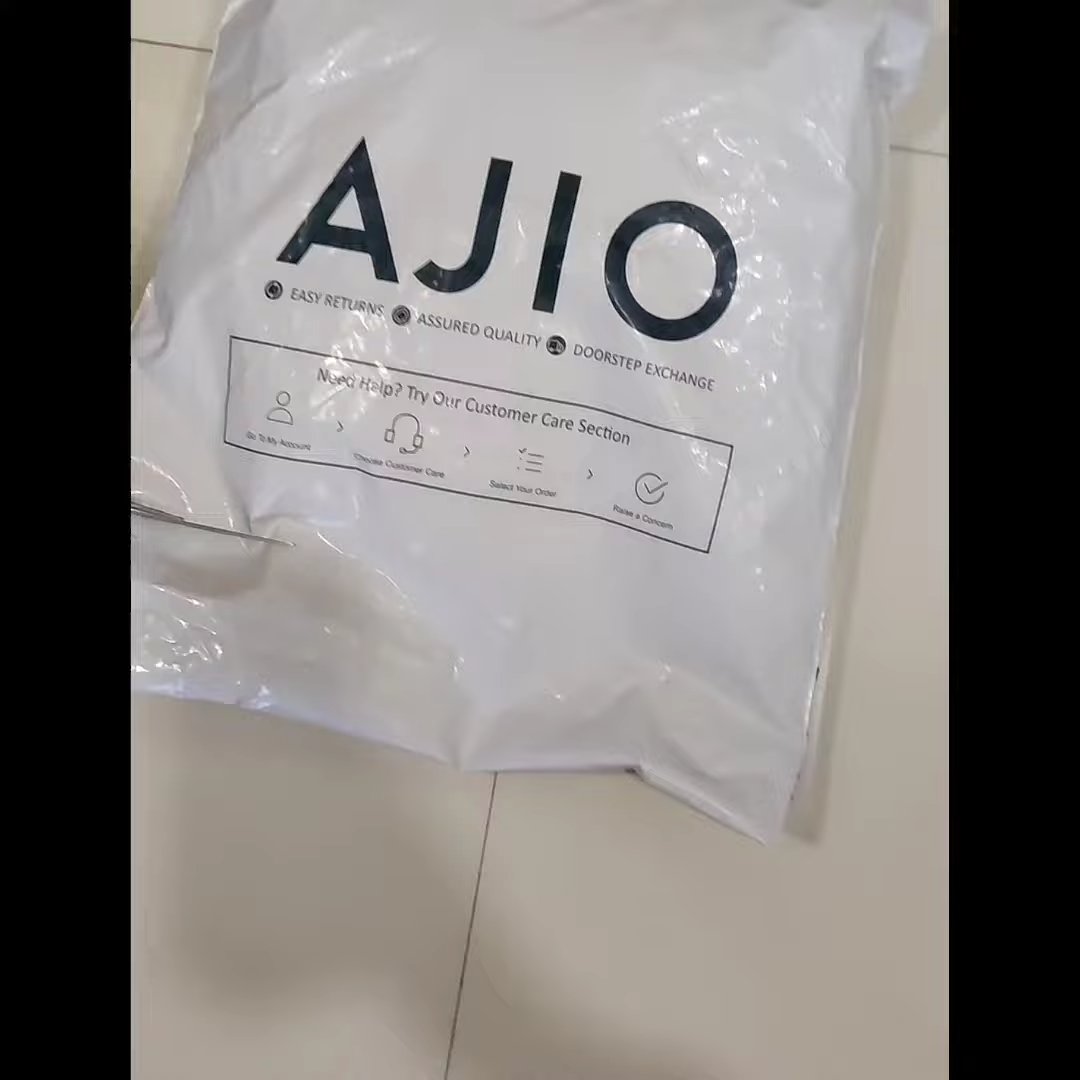 AJIO
EASY RETURNS ASSURED QUALITY DOORSTEP EXCHANGE
Need Help? Try Our Customer Care Section
Go To My Account > Choose Customer Care > Select Your Order > Raise a Concern